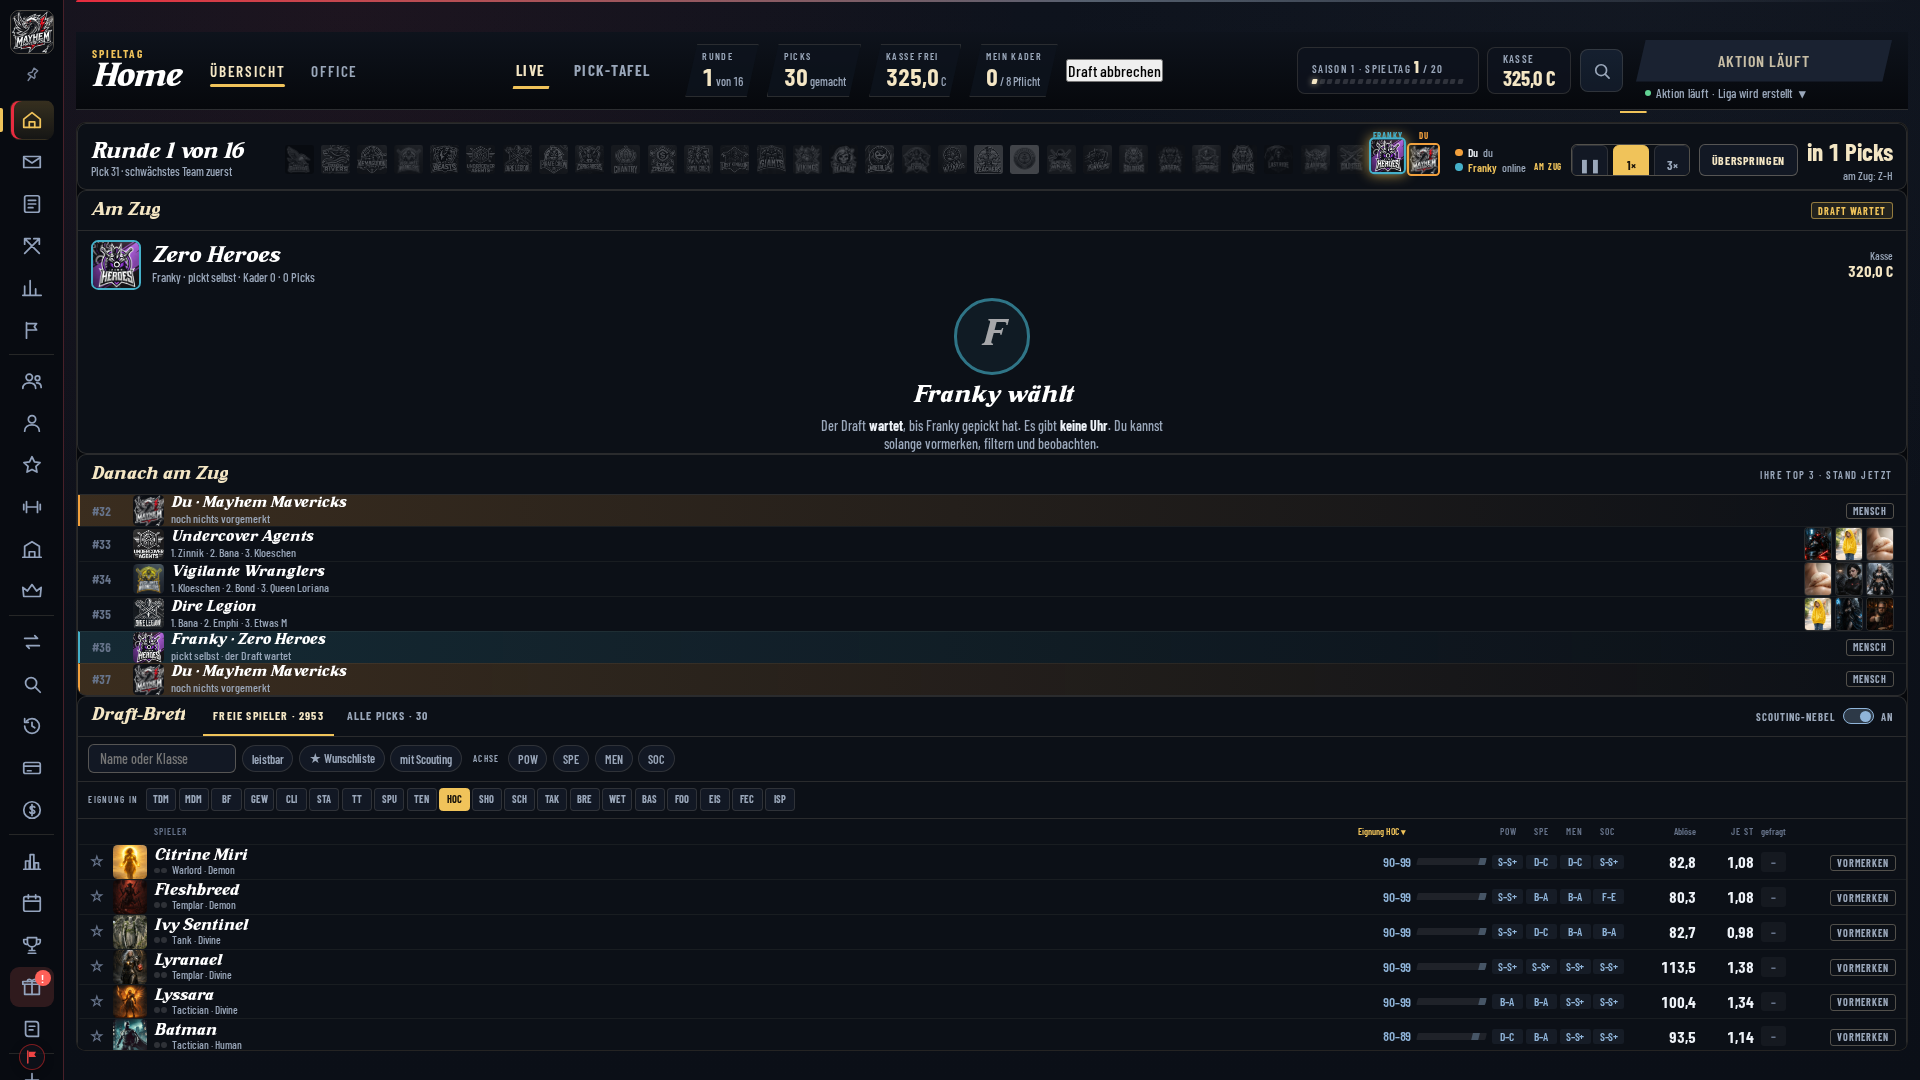 SPIELTAG
Home
ÜBERSICHT
OFFICE
LIVE
PICK-TAFEL
RUNDE
1 von 16
PICKS
30 gemacht
KASSE FREI
325,0 C
MEIN KADER
0 / 8 Pflicht
Draft abbrechen
SAISON 1 · SPIELTAG 1 / 20
KASSE
325,0 C
AKTION LÄUFT
Aktion läuft · Liga wird erstellt ▼
Runde 1 von 16
Pick 31 · schwächstes Team zuerst
FRANKY
DU
Du du
Franky online AM ZUG
1×
3×
ÜBERSPRINGEN
in 1 Picks
am Zug: Z-H
Am Zug
DRAFT WARTET
Zero Heroes
Franky · pickt selbst · Kader 0 · 0 Picks
Kasse
320,0 C
F
Franky wählt
Der Draft wartet, bis Franky gepickt hat. Es gibt keine Uhr. Du kannst
solange vormerken, filtern und beobachten.
Danach am Zug
IHRE TOP 3 · STAND JETZT
#32
Du · Mayhem Mavericks
noch nichts vorgemerkt
MENSCH
#33
Undercover Agents
1. Zinnik · 2. Bana · 3. Kloeschen
#34
Vigilante Wranglers
1. Kloeschen · 2. Bond · 3. Queen Loriana
#35
Dire Legion
1. Bana · 2. Emphi · 3. Etwas M
#36
Franky · Zero Heroes
pickt selbst · der Draft wartet
MENSCH
#37
Du · Mayhem Mavericks
noch nichts vorgemerkt
MENSCH
Draft-Brett
FREIE SPIELER · 2953
ALLE PICKS · 30
SCOUTING-NEBEL AN
Name oder Klasse
leistbar
★ Wunschliste
mit Scouting
ACHSE
POW
SPE
MEN
SOC
EIGNUNG IN TDM MDM BF GEW CLI STA TT SPU TEN HOC SHO SCH TAK BRE WET BAS FOO EIS FEC ISP
SPIELER Eignung HOC ▾ POW SPE MEN SOC Ablöse JE ST gefragt
Citrine Miri
Warlord · Demon
90–99 S–S+ D–C D–C S–S+ 82,8 1,08 – VORMERKEN
Fleshbreed
Templar · Demon
90–99 S–S+ B–A B–A F–E 80,3 1,08 – VORMERKEN
Ivy Sentinel
Tank · Divine
90–99 S–S+ D–C B–A B–A 82,7 0,98 – VORMERKEN
Lyranael
Templar · Divine
90–99 S–S+ S–S+ S–S+ S–S+ 113,5 1,38 – VORMERKEN
Lyssara
Tactician · Divine
90–99 B–A B–A S–S+ S–S+ 100,4 1,34 – VORMERKEN
Batman
Tactician · Human
80–89 D–C B–A S–S+ S–S+ 93,5 1,14 – VORMERKEN